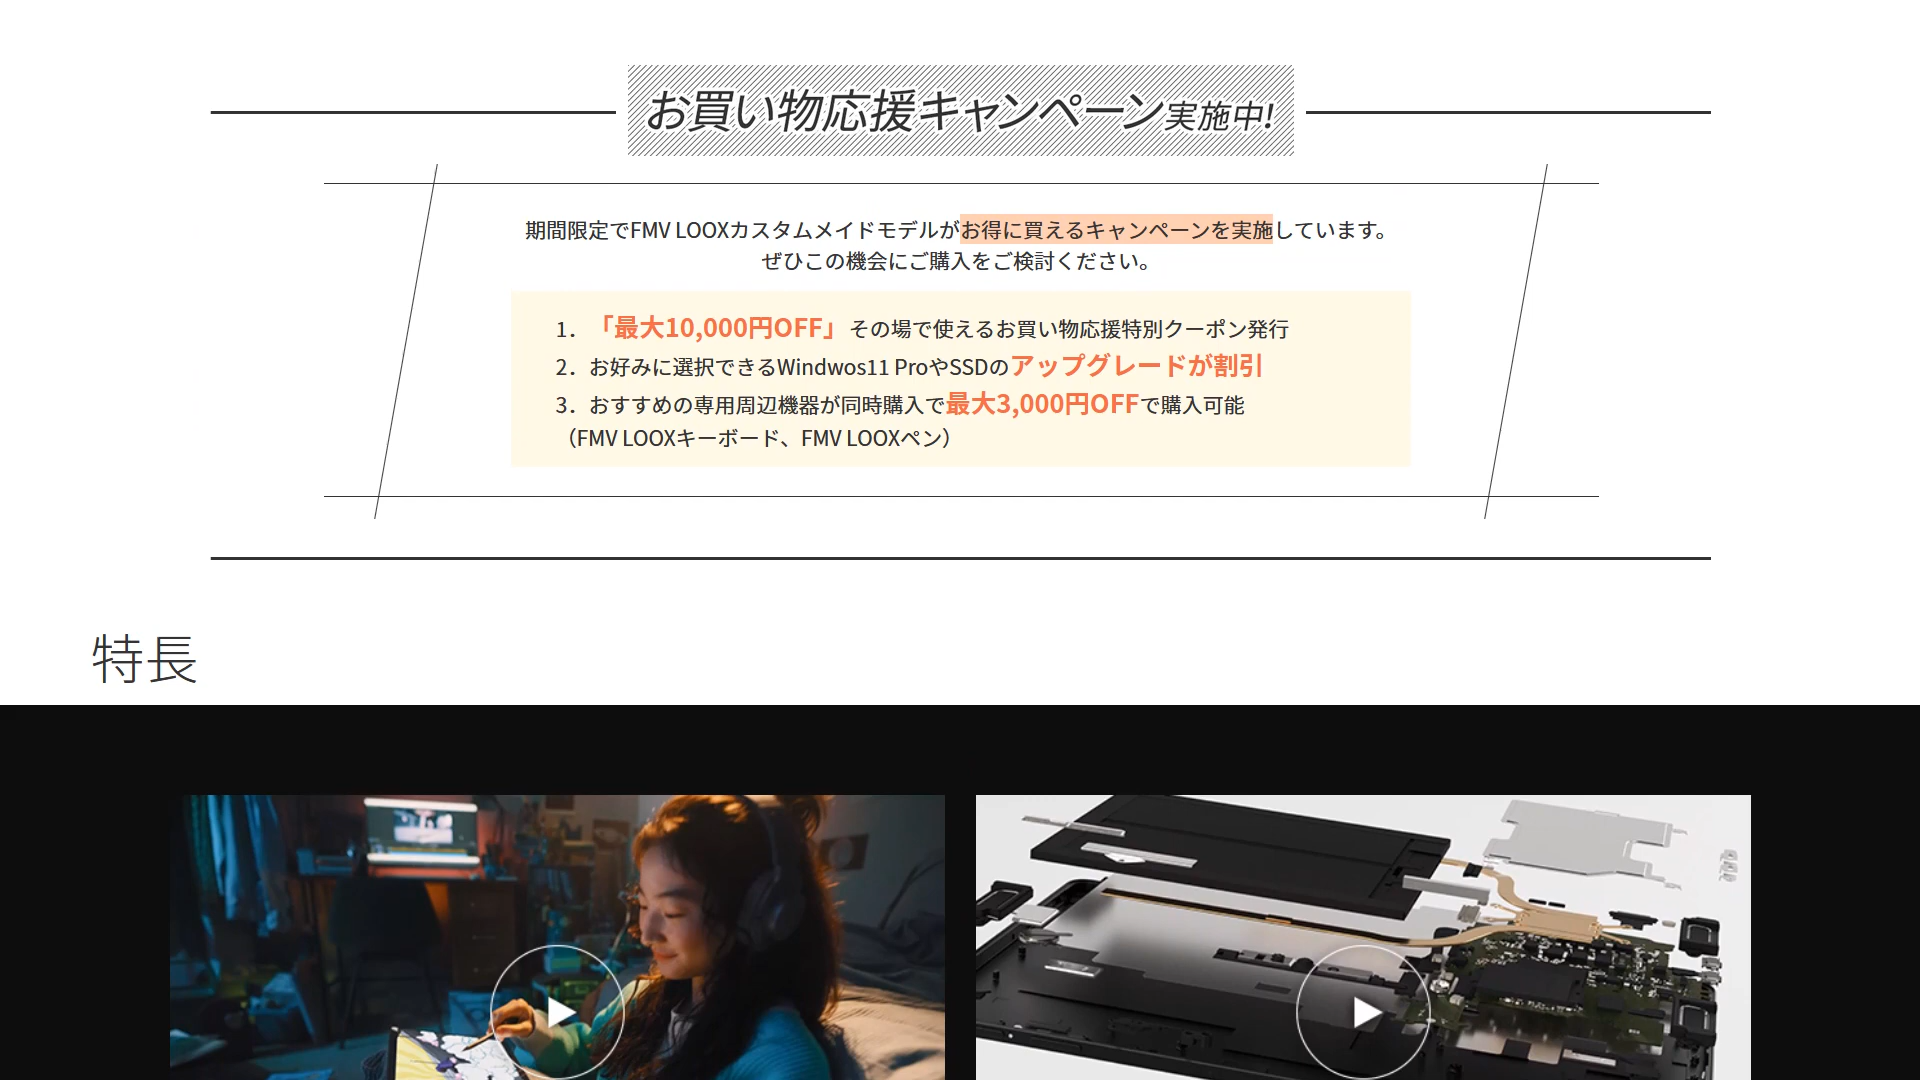 お買い物応援キャンペーン実施中!
期間限定でFMV LOOXカスタムメイドモデルがお得に買えるキャンペーンを実施しています。
ぜひこの機会にご購入をご検討ください。
1. 「最大10,000円OFF」その場で使えるお買い物応援特別クーポン発行
2. お好みに選択できるWindwos11 ProやSSDのアップグレードが割引
3. おすすめの専用周辺機器が同時購入で最大3,000円OFFで購入可能
（FMV LOOXキーボード、FMV LOOXペン）
特長